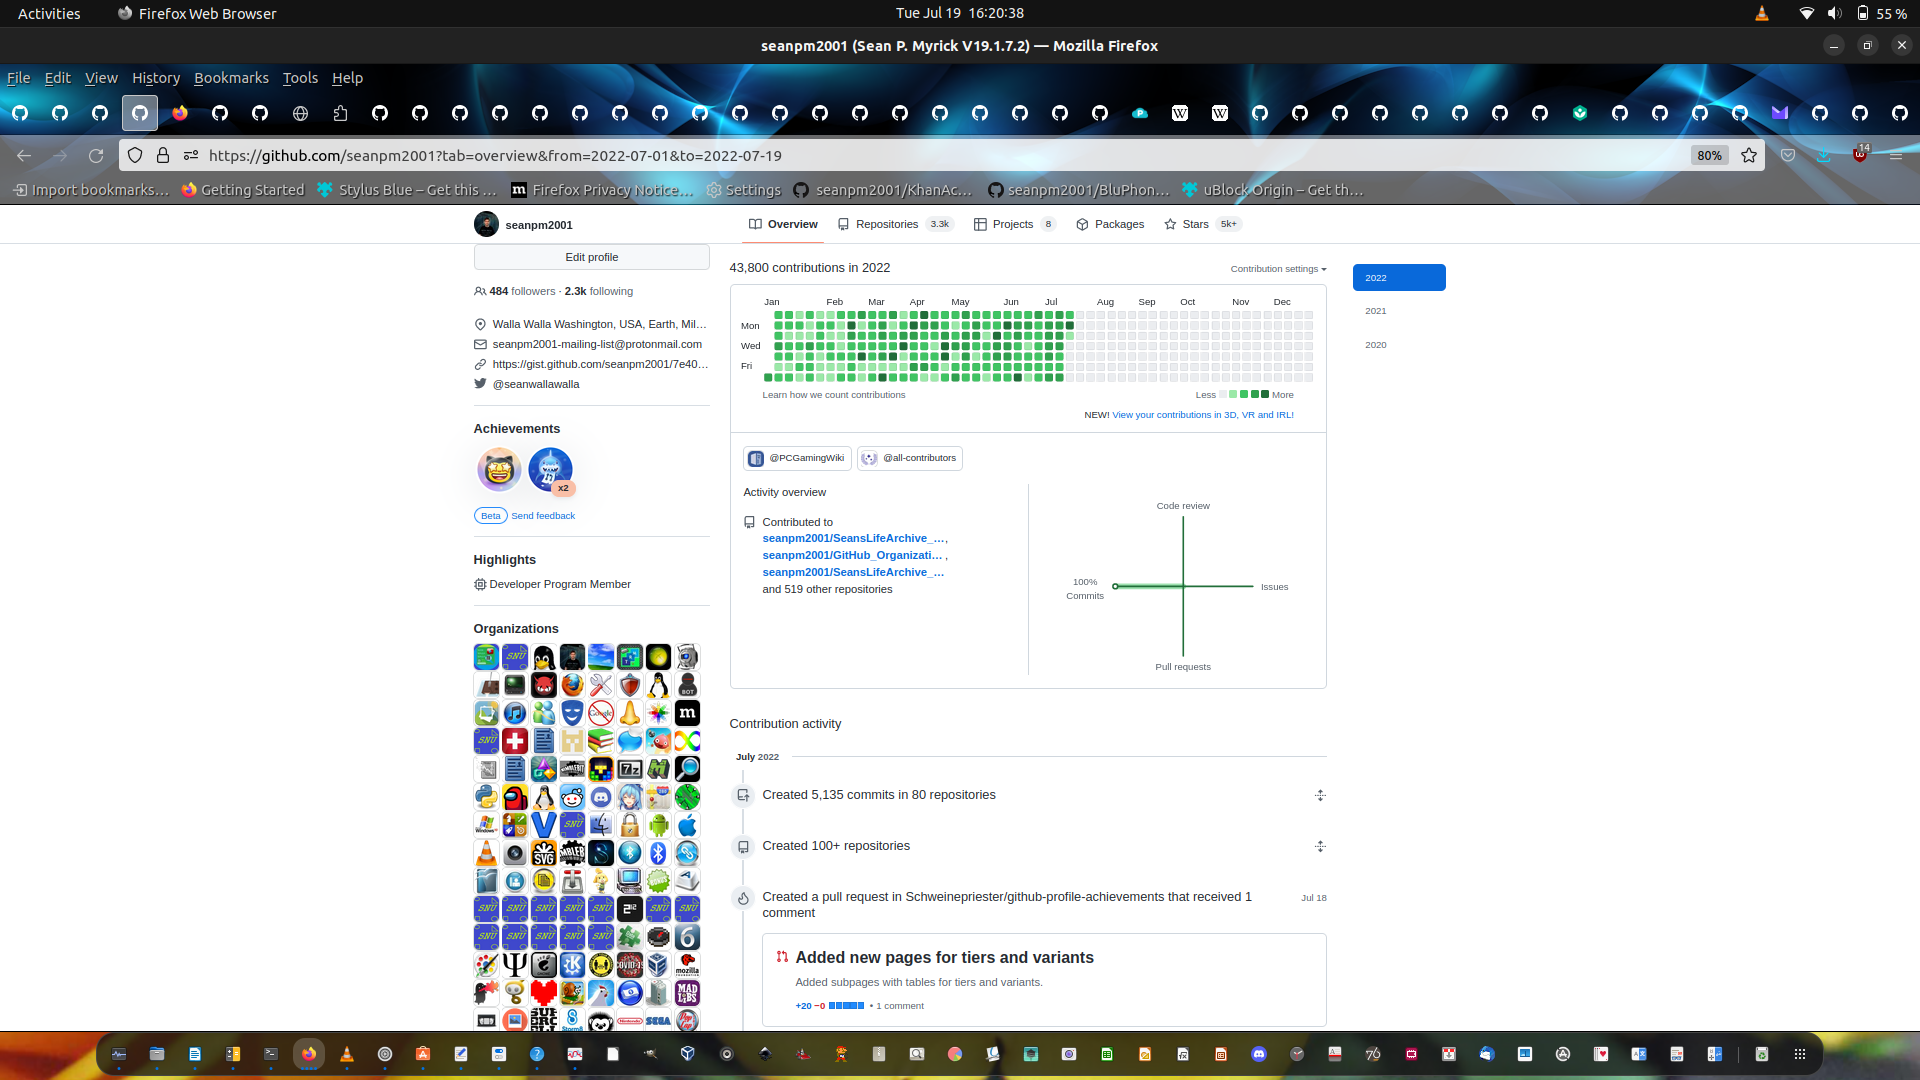 Activities Firefox Web Browser Tue Jul 19 16:20:38 55 %
seanpm2001 (Sean P. Myrick V19.1.7.2) — Mozilla Firefox
File Edit View History Bookmarks Tools Help
https://github.com/seanpm2001?tab=overview&from=2022-07-01&to=2022-07-19 80% 14
Import bookmarks… Getting Started Stylus Blue – Get this … Firefox Privacy Notice… Settings seanpm2001/KhanAc… seanpm2001/BluPhon… uBlock Origin – Get th…
seanpm2001 Overview Repositories 3.3k Projects 8 Packages Stars 5k+
Edit profile
484 followers · 2.3k following
Walla Walla Washington, USA, Earth, Mil…
seanpm2001-mailing-list@protonmail.com
https://gist.github.com/seanpm2001/7e40…
@seanwallawalla
Achievements
x2
Beta Send feedback
Highlights
Developer Program Member
Organizations
43,800 contributions in 2022 Contribution settings
2022
2021
2020
Jan Feb Mar Apr May Jun Jul Aug Sep Oct Nov Dec
Mon
Wed
Fri
Learn how we count contributions Less More
NEW! View your contributions in 3D, VR and IRL!
@PCGamingWiki @all-contributors
Activity overview
Contributed to
seanpm2001/SeansLifeArchive_…,
seanpm2001/GitHub_Organizati… ,
seanpm2001/SeansLifeArchive_…
and 519 other repositories
Code review
100%
Commits
Issues
Pull requests
Contribution activity
July 2022
Created 5,135 commits in 80 repositories
Created 100+ repositories
Created a pull request in Schweinepriester/github-profile-achievements that received 1 comment Jul 18
Added new pages for tiers and variants
Added subpages with tables for tiers and variants.
+20 −0 • 1 comment